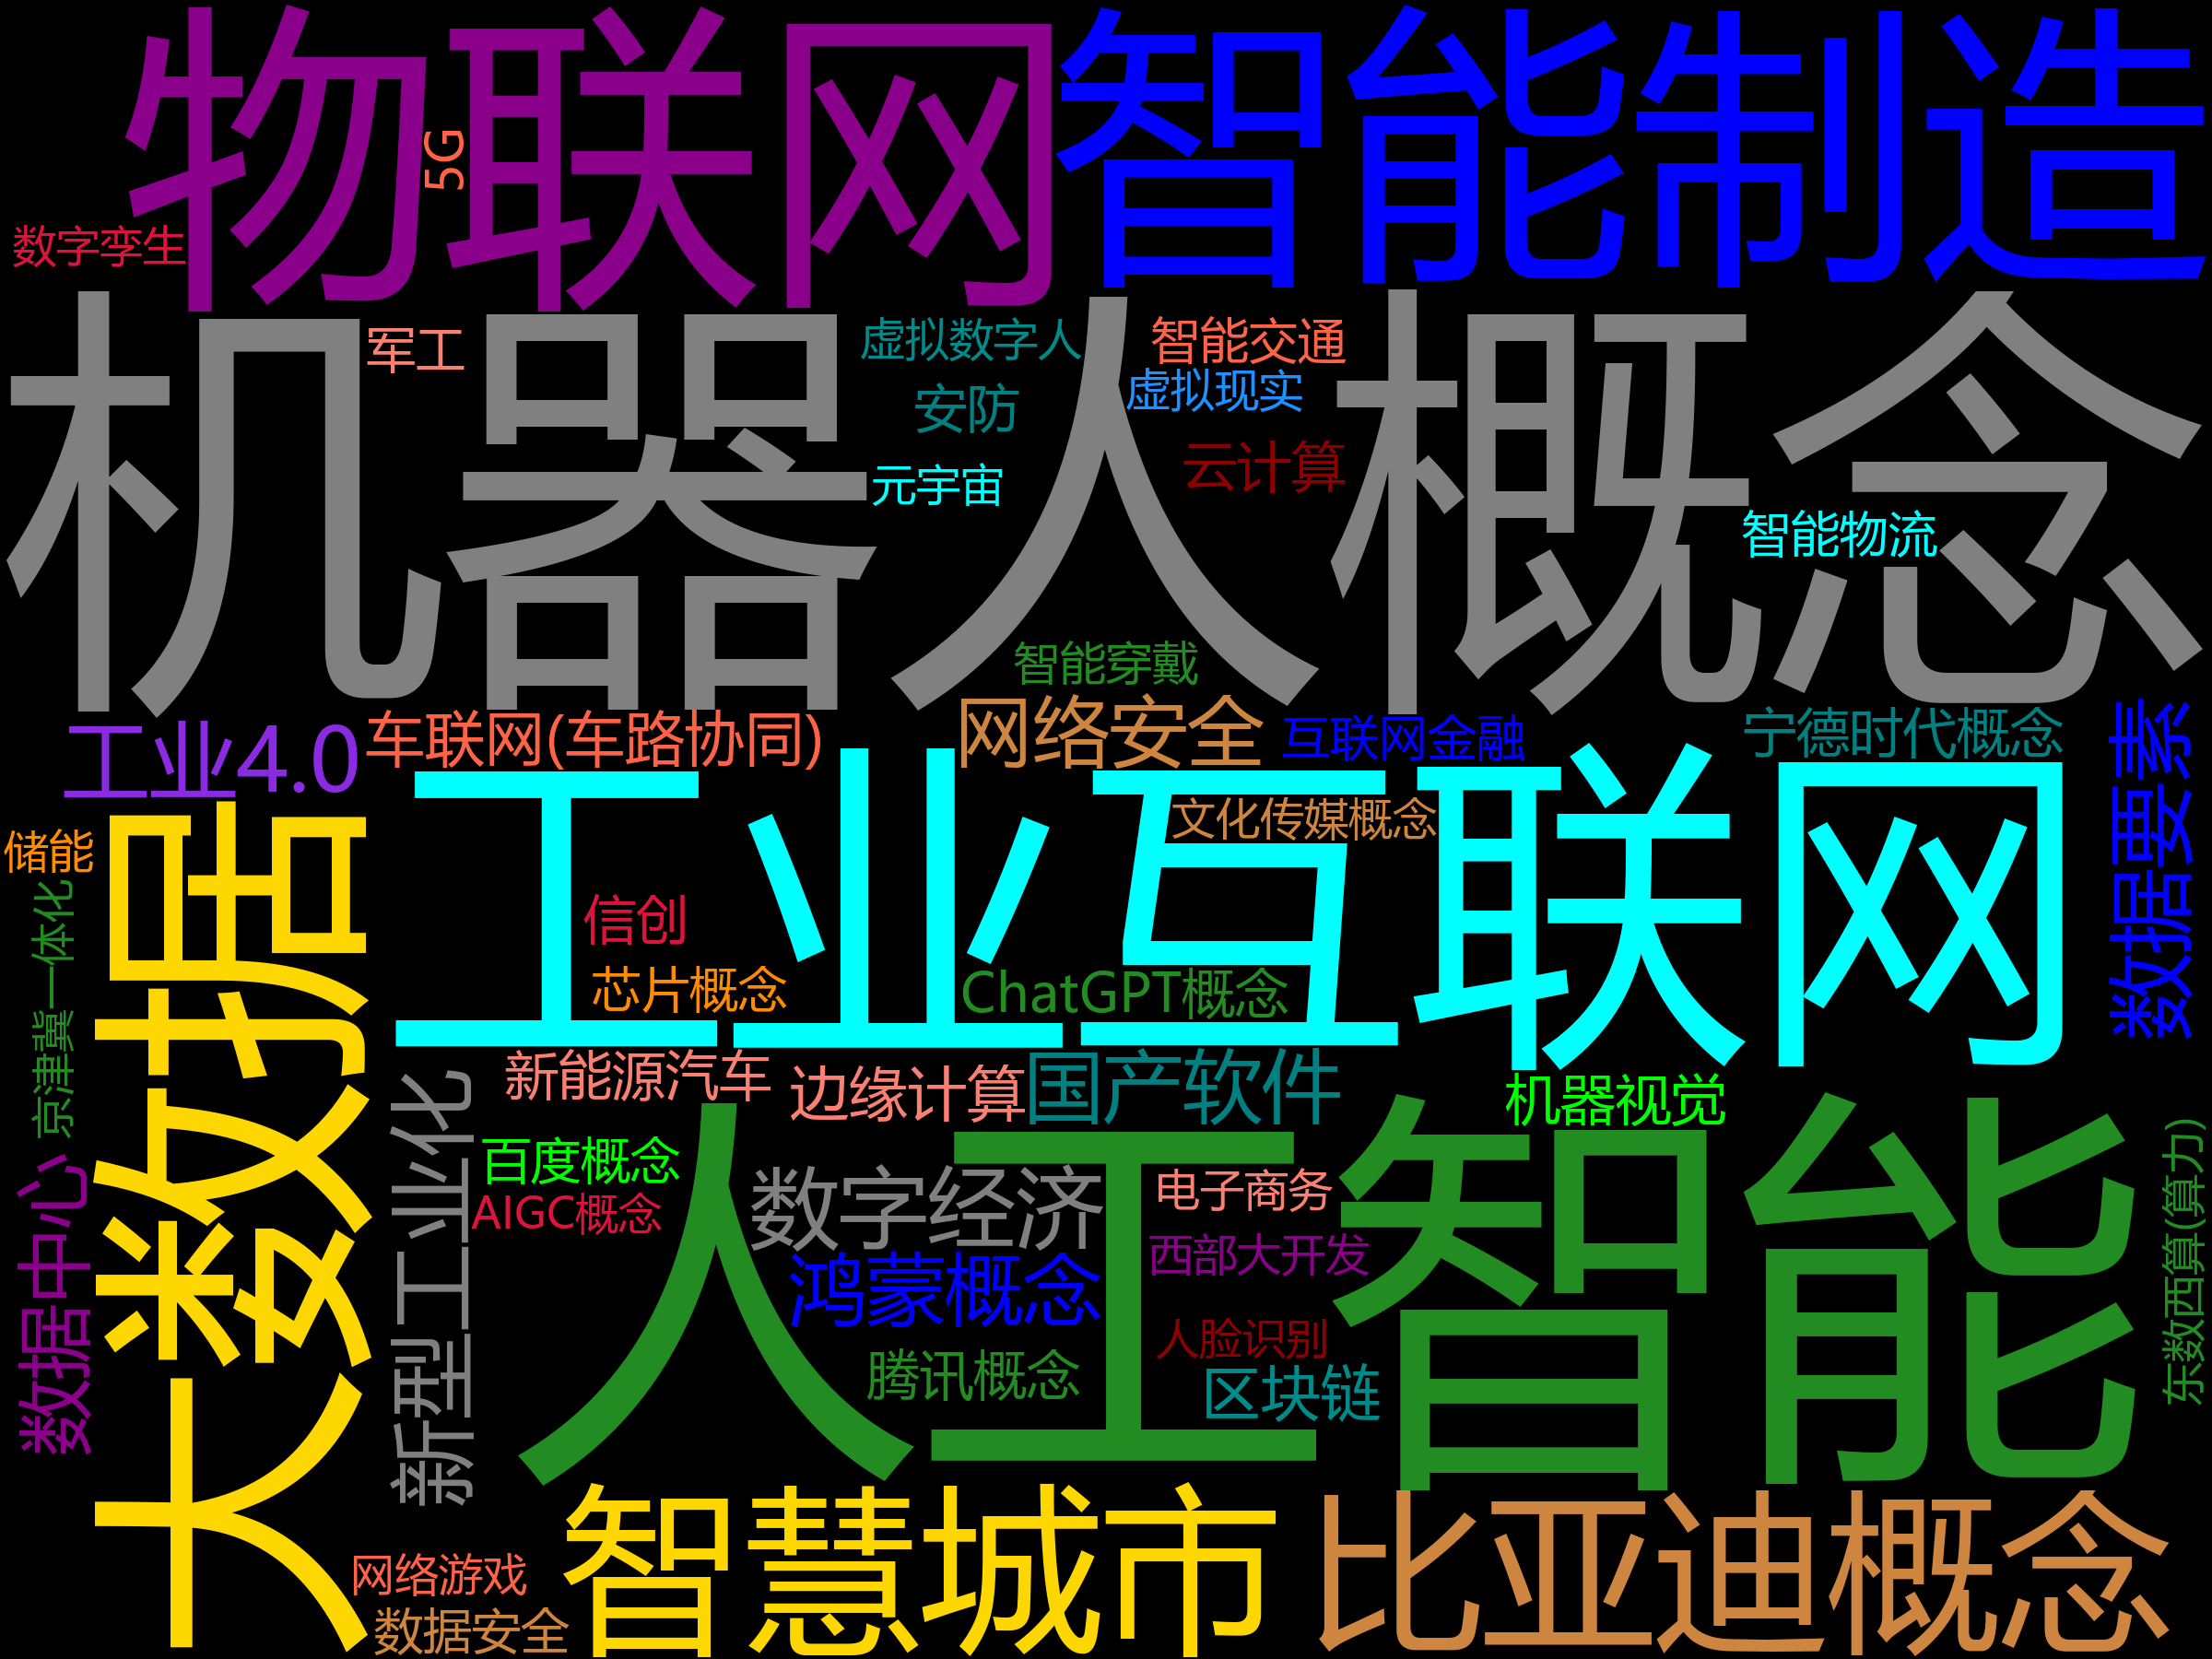 物联网
智能制造
5G
数字孪生
机器人概念
军工
虚拟数字人
智能交通
安防
虚拟现实
元宇宙
云计算
智能物流
智能穿戴
工业4.0
车联网(车路协同)
网络安全
互联网金融
宁德时代概念
数据要素
工业互联网
文化传媒概念
储能
大数据
京津冀一体化
信创
芯片概念
ChatGPT概念
新能源汽车
边缘计算
国产软件
机器视觉
新型工业化
人工智能
百度概念
AIGC概念
数字经济
电子商务
数据中心
鸿蒙概念
西部大开发
东数西算(算力)
人脸识别
腾讯概念
区块链
智慧城市
比亚迪概念
网络游戏
数据安全